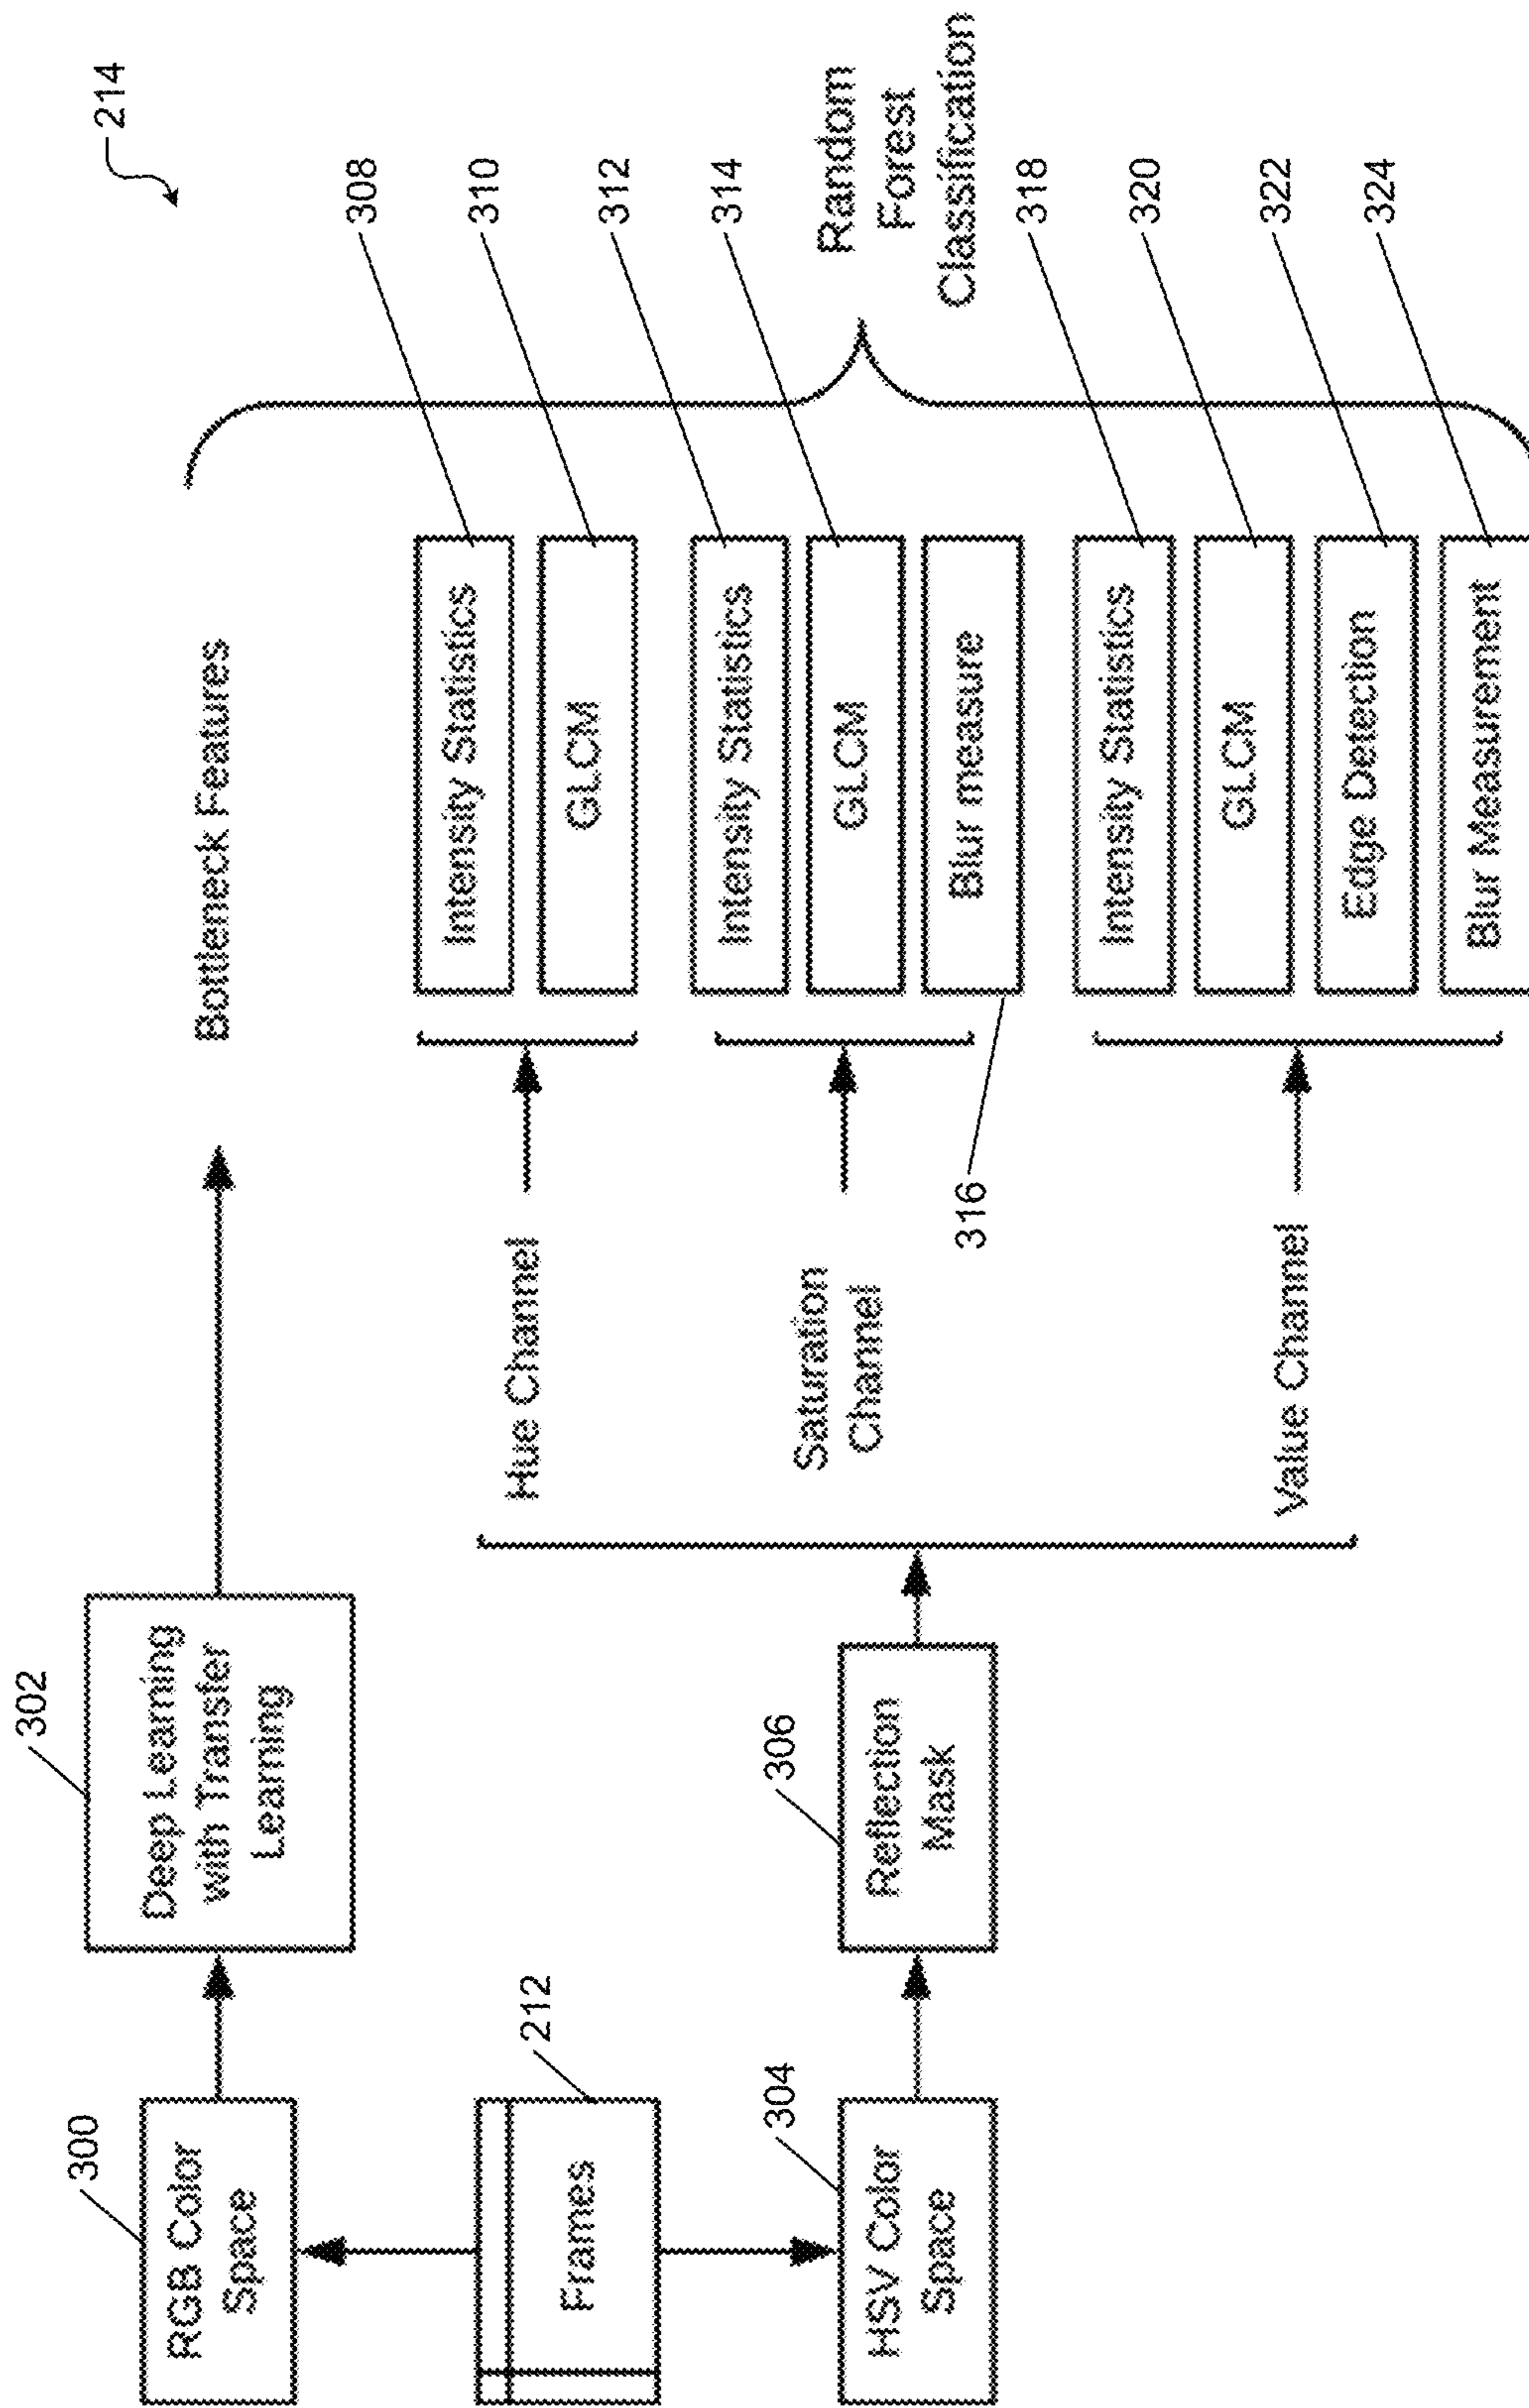 214
302
Deep Learning
with Transfer
Learning
300
RGB Color
Space
Bottleneck Features
212
Frames
304
HSV Color
Space
306
Reflection
Mask
Hue Channel
Saturation
Channel
Value Channel
Intensity Statistics
308
GLCM
310
Intensity Statistics
312
GLCM
314
Blur measure
316
Intensity Statistics
318
GLCM
320
Edge Detection
322
Blur Measurement
324
Random
Forest
Classification